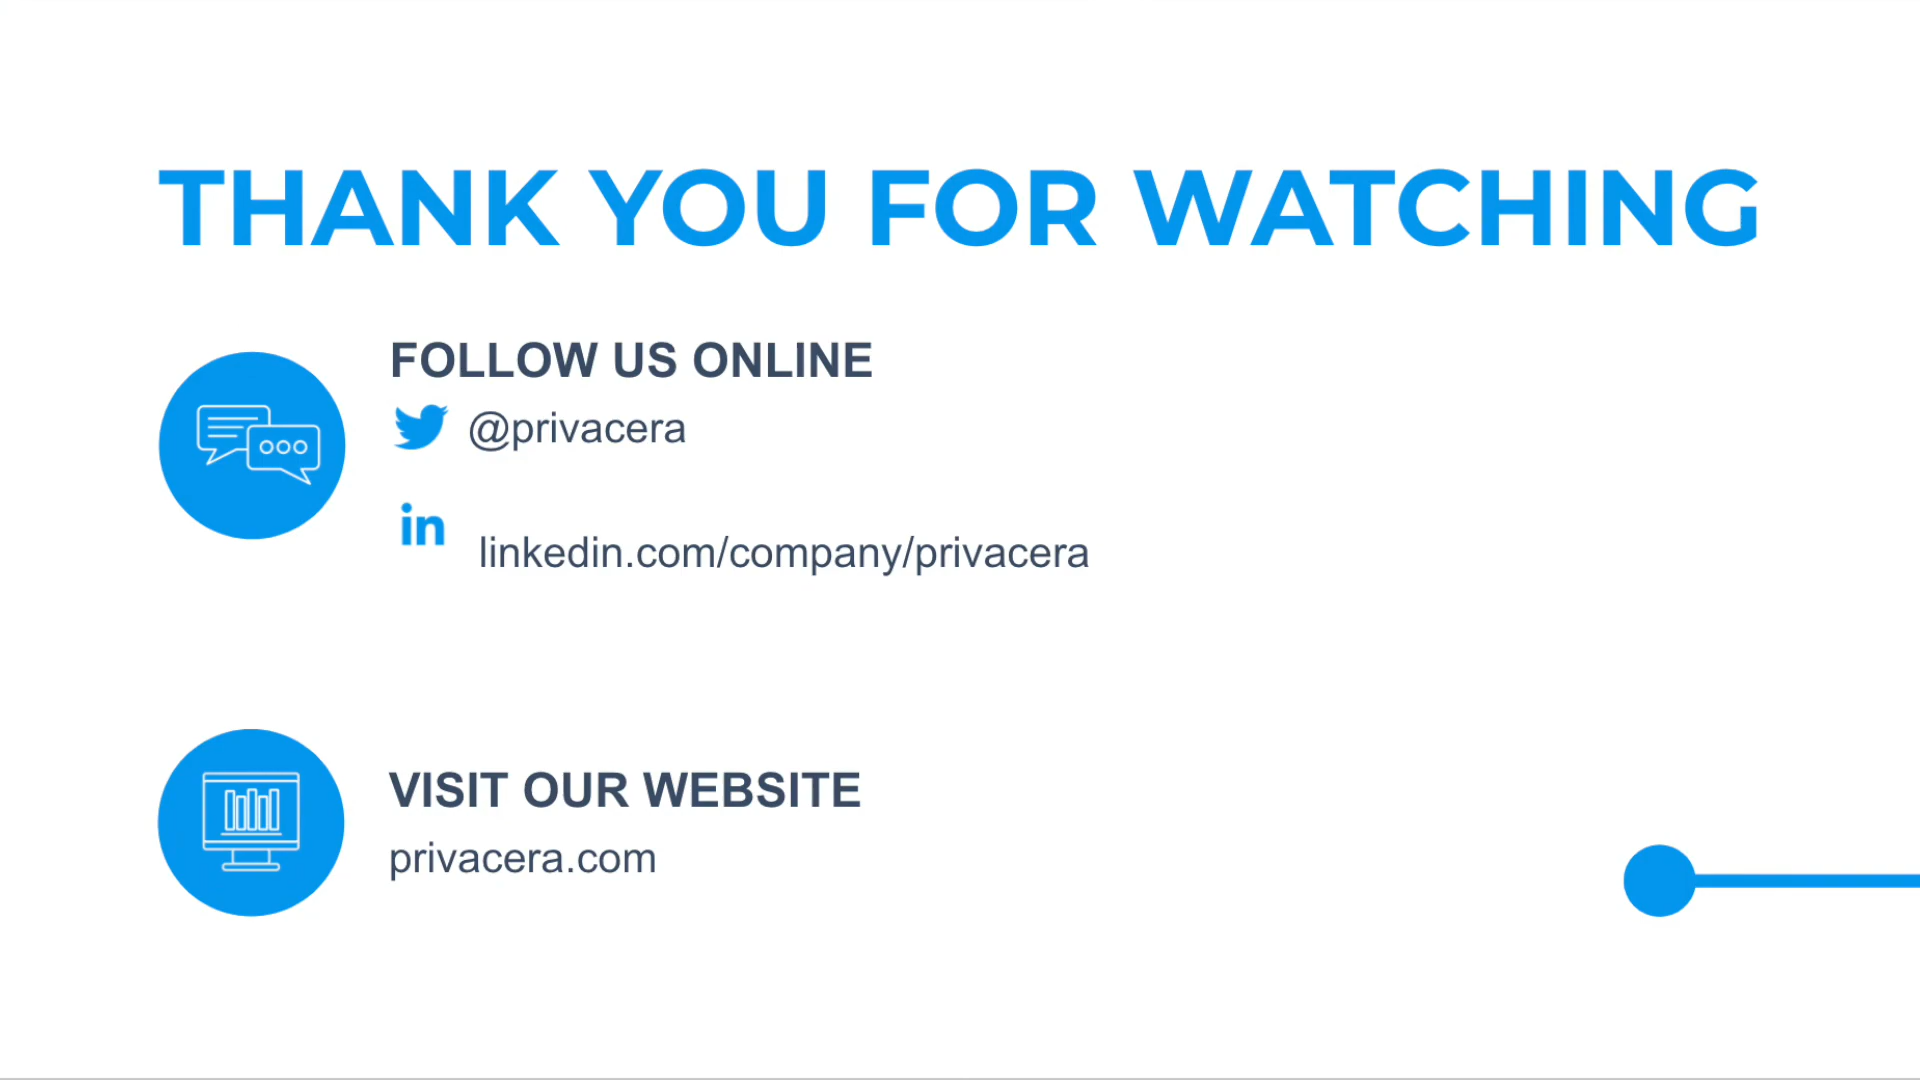 THANK YOU FOR WATCHING
FOLLOW US ONLINE
@privacera
in
linkedin.com/company/privacera
VISIT OUR WEBSITE
privacera.com